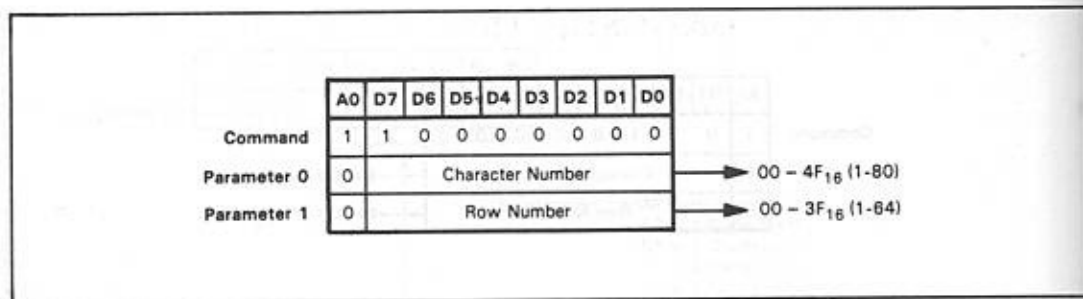 A0 D7 D6 D5 D4 D3 D2 D1 D0
Command 1 1 0 0 0 0 0 0 0
Parameter 0 0 Character Number 00 – 4F16 (1-80)
Parameter 1 0 Row Number 00 – 3F16 (1-64)